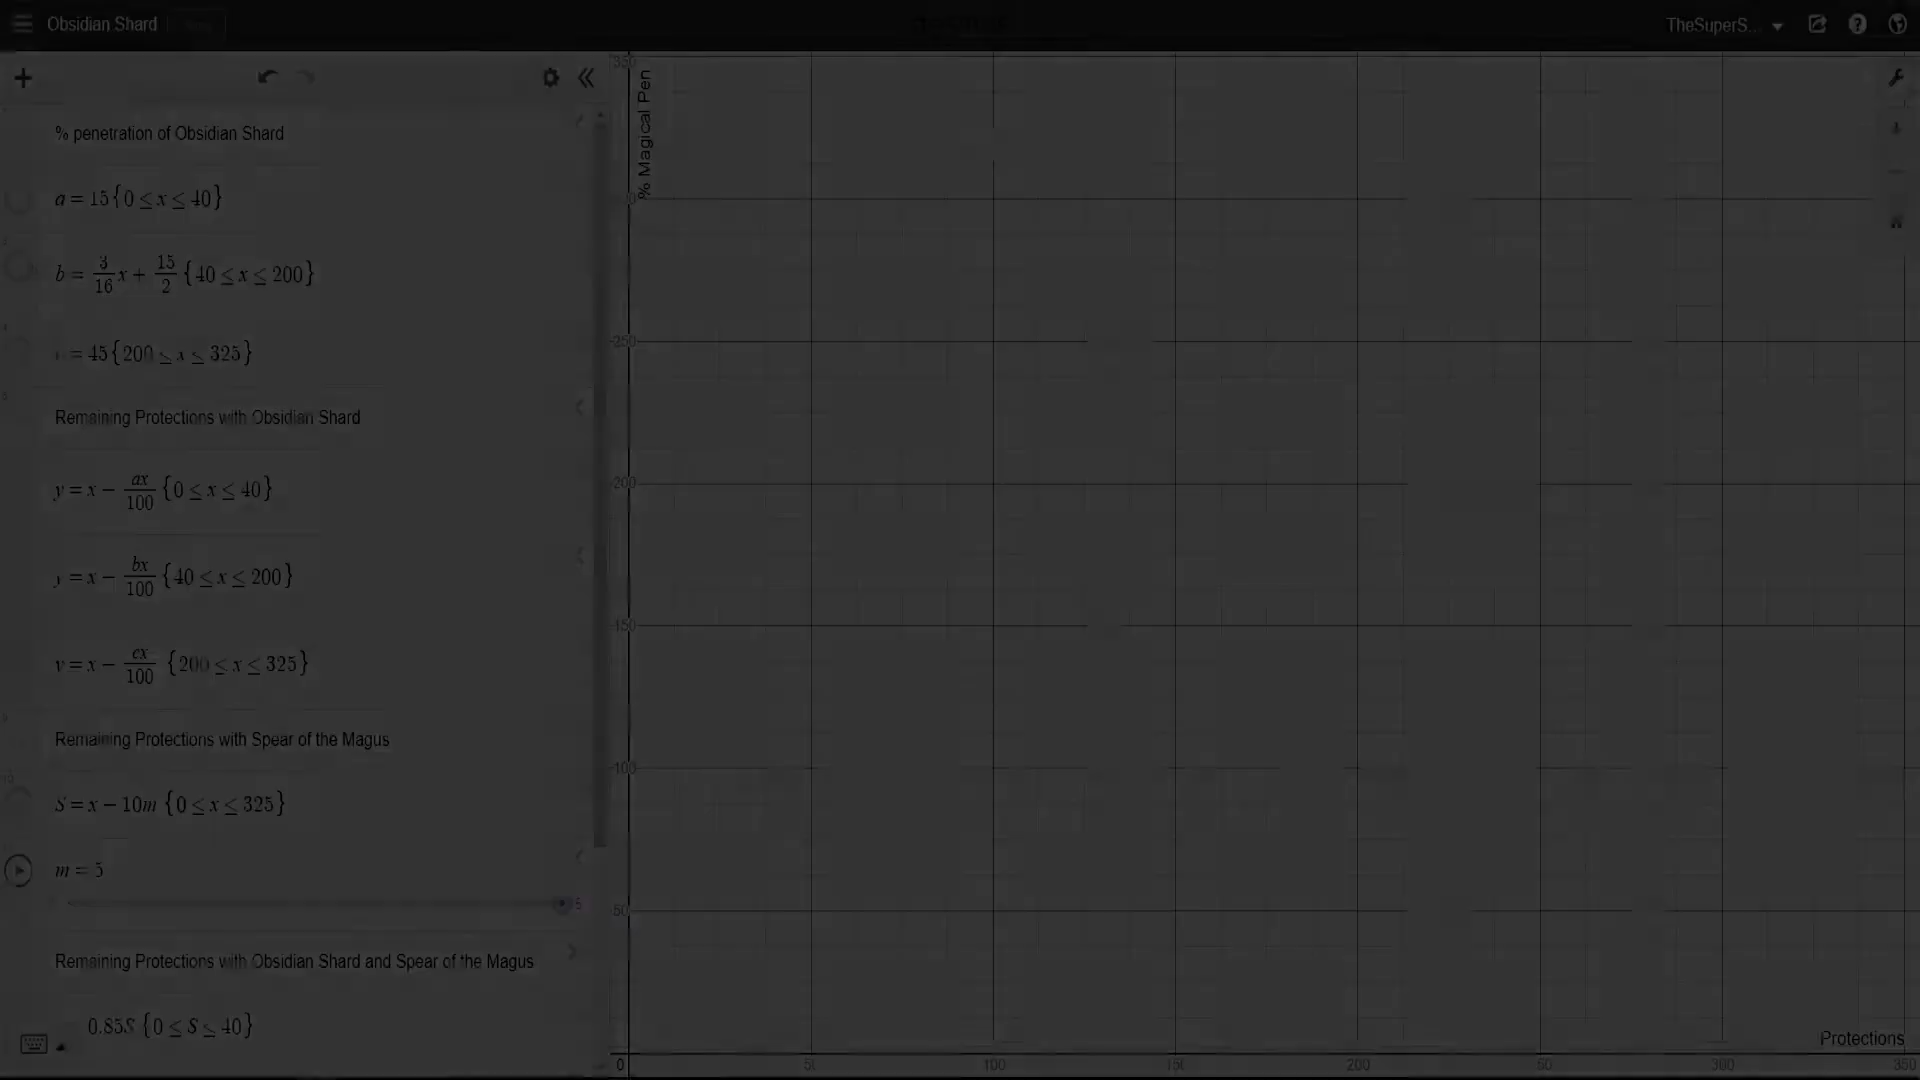 Obsidian Shard
TheSuperS...
% penetration of Obsidian Shard
a = 15{0 ≤ x ≤ 40}
b = 3/16 x + 15/2 {40 ≤ x ≤ 200}
= 45{200 ≤ x ≤ 325}
Remaining Protections with Obsidian Shard
y = x − ax/100 {0 ≤ x ≤ 40}
y = x − bx/100 {40 ≤ x ≤ 200}
y = x − cx/100 {200 ≤ x ≤ 325}
Remaining Protections with Spear of the Magus
S = x − 10m {0 ≤ x ≤ 325}
m = 5
5
Remaining Protections with Obsidian Shard and Spear of the Magus
0.85S {0 ≤ S ≤ 40}
% Magical Pen
350
250
200
150
100
50
0
100
150
200
300
350
Protections